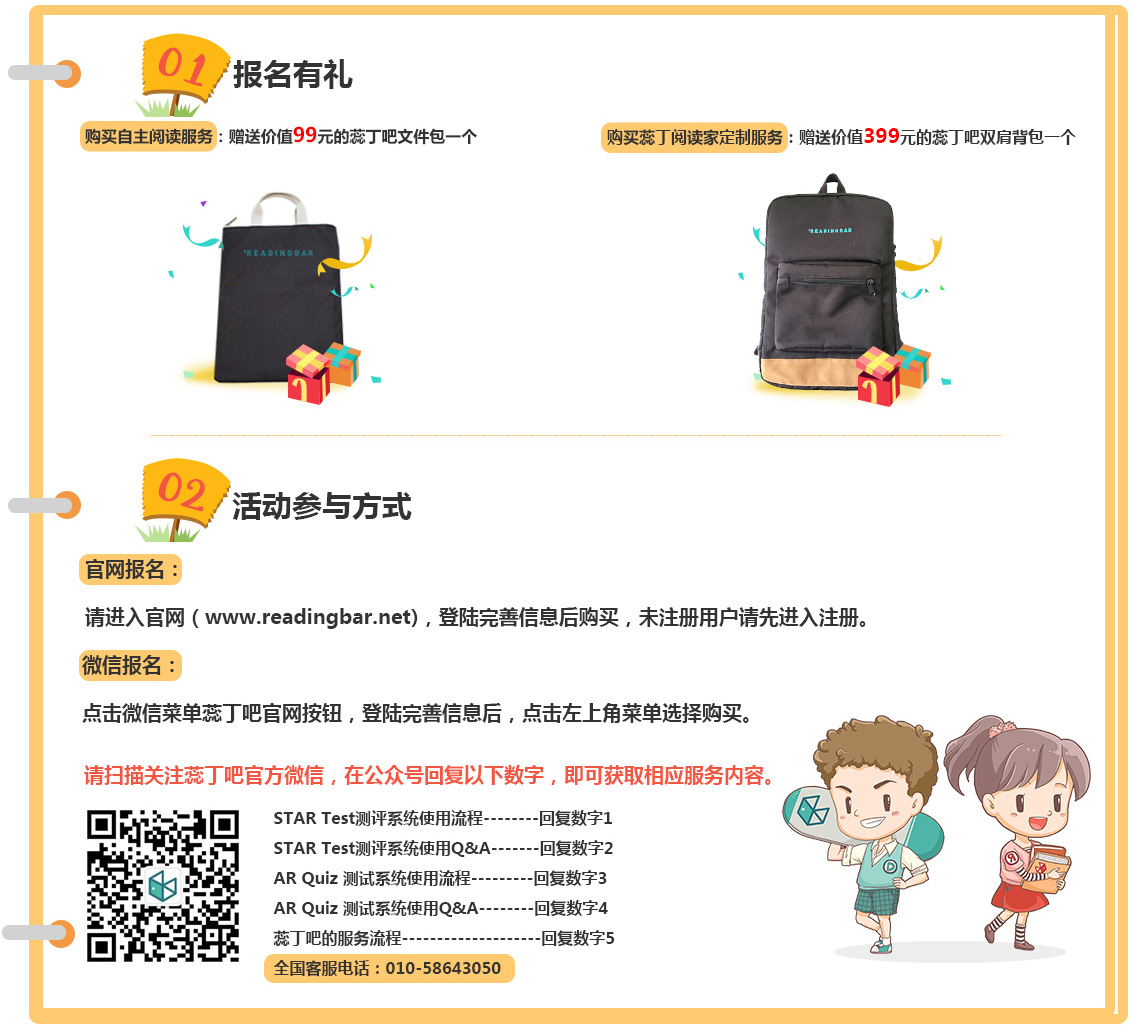 01 报名有礼
购买自主阅读服务：赠送价值99元的蕊丁吧文件包一个
购买蕊丁阅读家定制服务：赠送价值399元的蕊丁吧双肩背包一个
READINGBAR
READINGBAR
02 活动参与方式
官网报名：
请进入官网（www.readingbar.net)，登陆完善信息后购买，未注册用户请先进入注册。
微信报名：
点击微信菜单蕊丁吧官网按钮，登陆完善信息后，点击左上角菜单选择购买。
请扫描关注蕊丁吧官方微信，在公众号回复以下数字，即可获取相应服务内容。
STAR Test测评系统使用流程--------回复数字1
STAR Test测评系统使用Q&A-------回复数字2
AR Quiz 测试系统使用流程---------回复数字3
AR Quiz 测试系统使用Q&A--------回复数字4
蕊丁吧的服务流程--------------------回复数字5
全国客服电话：010-58643050